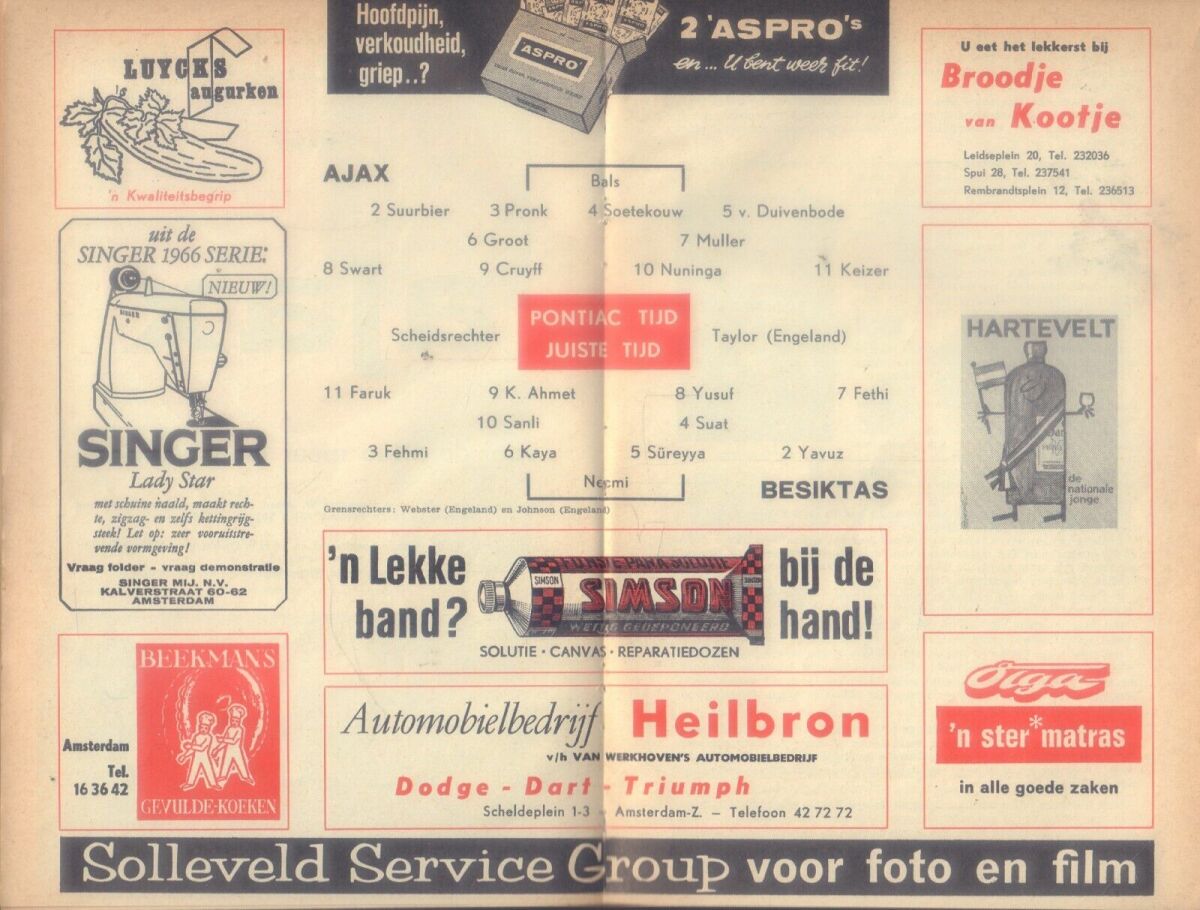 LUYCKS
augurken
'n Kwaliteitsbegrip
uit de
SINGER 1966 SERIE:
NIEUW!
SINGER
SINGER
Lady Star
met schuine naald, maakt rech-
te, zigzag- en zelfs kettingrijg-
steek! Let op: zeer vooruitstre-
vende vormgeving!
Vraag folder - vraag demonstratie
SINGER MIJ. N.V.
KALVERSTRAAT 60-62
AMSTERDAM
BEEKMAN'S
Amsterdam
Tel.
16 36 42
GEVULDE-KOEKEN
Hoofdpijn,
verkoudheid,
griep..?
ASPRO
2 'ASPRO's
en... U bent weer fit!
AJAX
Bals
2 Suurbier 3 Pronk 4 Soetekouw 5 v. Duivenbode
6 Groot 7 Muller
8 Swart 9 Cruyff 10 Nuninga 11 Keizer
PONTIAC TIJD
JUISTE TIJD
Scheidsrechter Taylor (Engeland)
11 Faruk 9 K. Ahmet 8 Yusuf 7 Fethi
10 Sanli 4 Suat
3 Fehmi 6 Kaya 5 Süreyya 2 Yavuz
Necmi
BESIKTAS
Grensrechters: Webster (Engeland) en Johnson (Engeland)
'n Lekke
band?
SIMSON
SIMSON
WETTIG GEDEPONEERD
bij de
hand!
SOLUTIE · CANVAS · REPARATIEDOZEN
Automobielbedrijf Heilbron
v/h VAN WERKHOVEN'S AUTOMOBIELBEDRIJF
Dodge - Dart - Triumph
Scheldeplein 1-3 - Amsterdam-Z. - Telefoon 42 72 72
U eet het lekkerst bij
Broodje
van Kootje
Leidseplein 20, Tel. 232036
Spui 28, Tel. 237541
Rembrandtsplein 12, Tel. 236513
HARTEVELT
de
nationale
jonge
Olga
'n ster*matras
in alle goede zaken
Solleveld Service Group voor foto en film